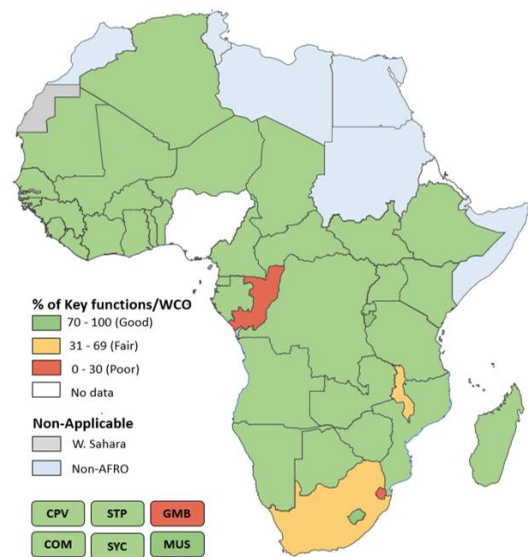 % of Key functions/WCO
70 - 100 (Good)
31 - 69 (Fair)
0 - 30 (Poor)
No data
Non-Applicable
W. Sahara
Non-AFRO
CPV STP GMB
COM SYC MUS